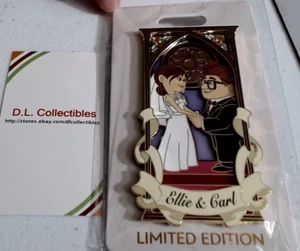 D.L. Collectibles
http://stores.ebay.com/dlcollectibles
Ellie & Carl
LIMITED EDITION